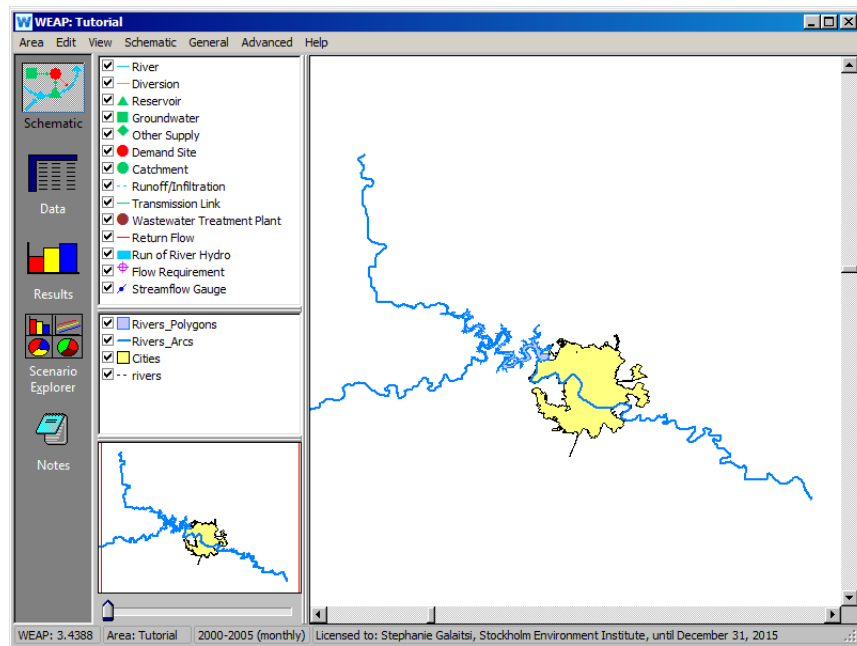 WEAP: Tutorial
Area Edit View Schematic General Advanced Help
Schematic
Data
Results
Scenario
Explorer
Notes
River
Diversion
Reservoir
Groundwater
Other Supply
Demand Site
Catchment
Runoff/Infiltration
Transmission Link
Wastewater Treatment Plant
Return Flow
Run of River Hydro
Flow Requirement
Streamflow Gauge
Rivers_Polygons
Rivers_Arcs
Cities
rivers
WEAP: 3.4388 Area: Tutorial 2000-2005 (monthly) Licensed to: Stephanie Galaitsi, Stockholm Environment Institute, until December 31, 2015